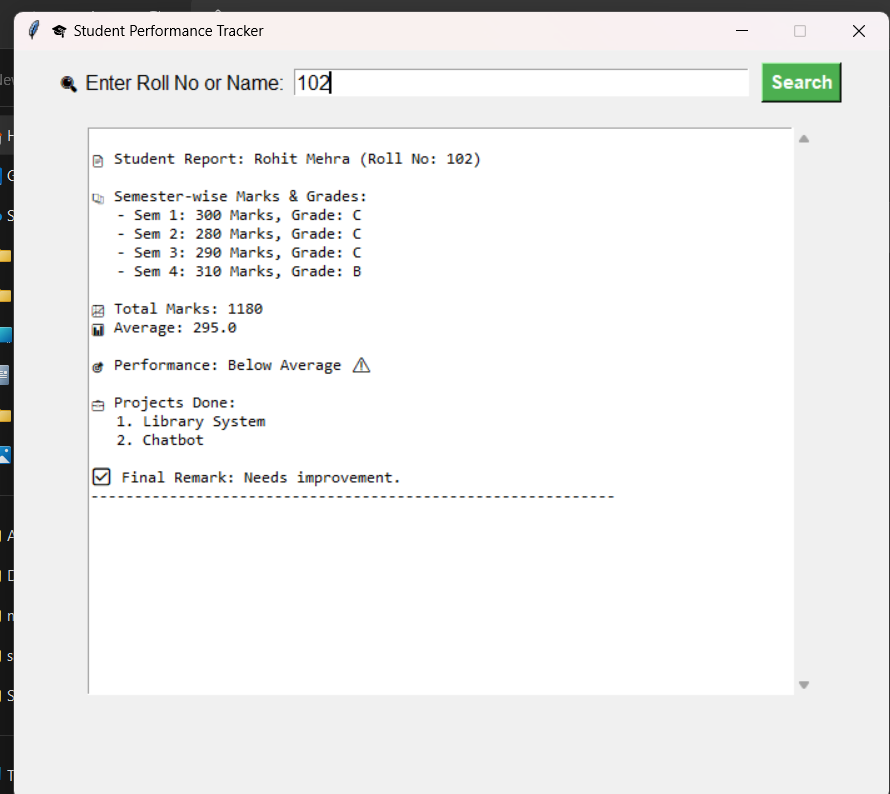 Student Performance Tracker
Enter Roll No or Name: 102 Search
Student Report: Rohit Mehra (Roll No: 102)
Semester-wise Marks & Grades:
- Sem 1: 300 Marks, Grade: C
- Sem 2: 280 Marks, Grade: C
- Sem 3: 290 Marks, Grade: C
- Sem 4: 310 Marks, Grade: B
Total Marks: 1180
Average: 295.0
Performance: Below Average
Projects Done:
1. Library System
2. Chatbot
Final Remark: Needs improvement.
------------------------------------------------------------